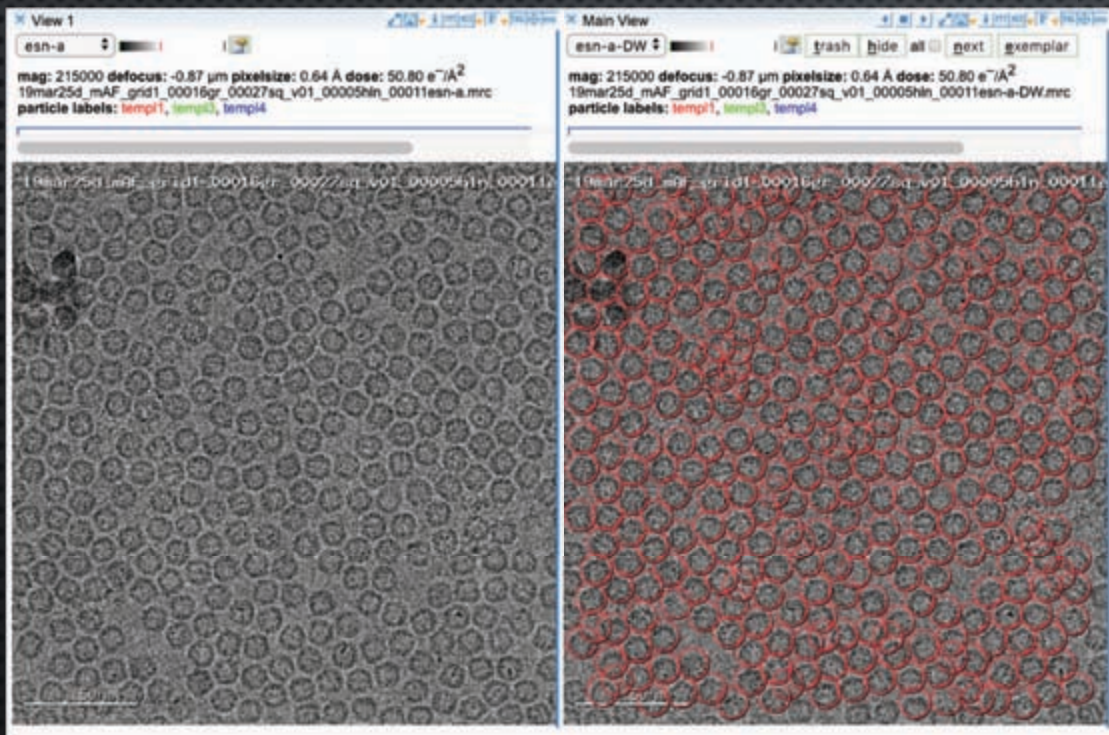 View 1
esn-a
mag: 215000 defocus: -0.87 μm pixelsize: 0.64 Å dose: 50.80 e⁻/Å²
19mar25d_mAF_grid1_00016gr_00027sq_v01_00005hln_00011esn-a.mrc
particle labels: templ1, templ3, templ4
19mar25d_mAF_grid1-00016gr_00027sq_v01_00005hln_00011
Main View
esn-a-DW trash hide all next exemplar
mag: 215000 defocus: -0.87 μm pixelsize: 0.64 Å dose: 50.80 e⁻/Å²
19mar25d_mAF_grid1_00016gr_00027sq_v01_00005hln_00011esn-a-DW.mrc
particle labels: templ1, templ3, templ4